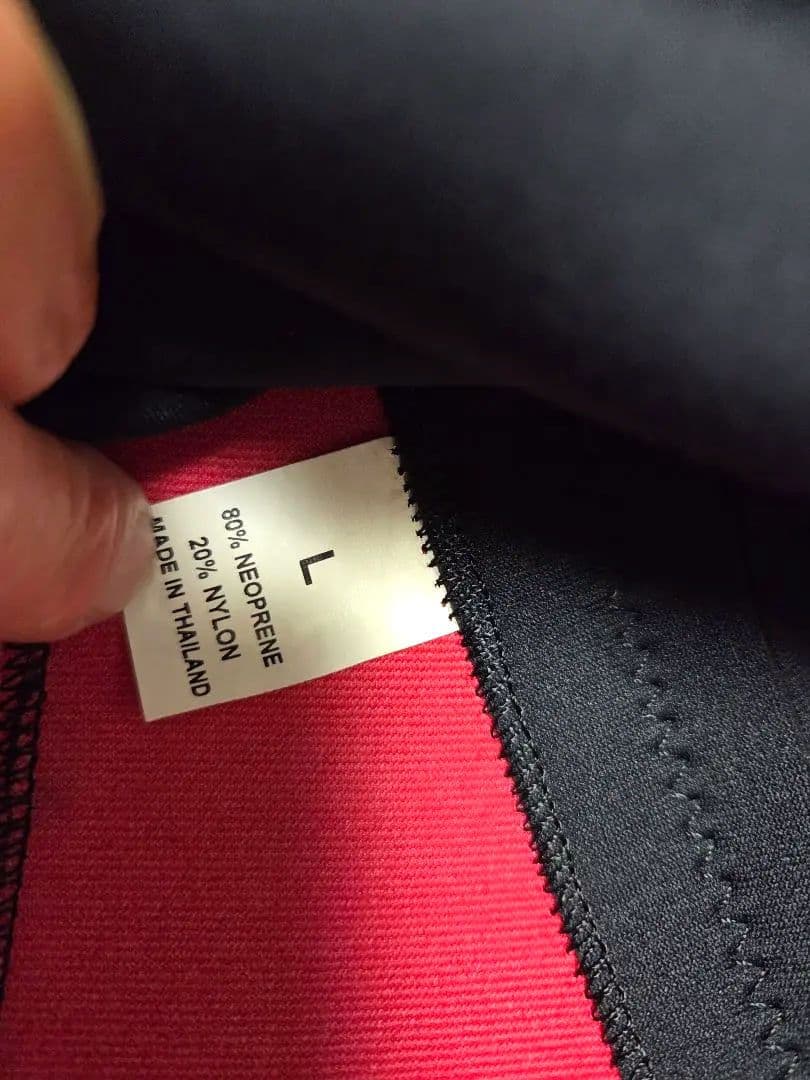 L
80% NEOPRENE
20% NYLON
MADE IN THAILAND